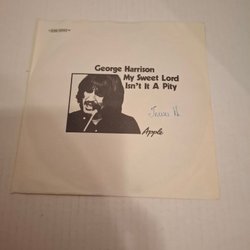 George Harrison
My Sweet Lord
Isn't It A Pity
Apple